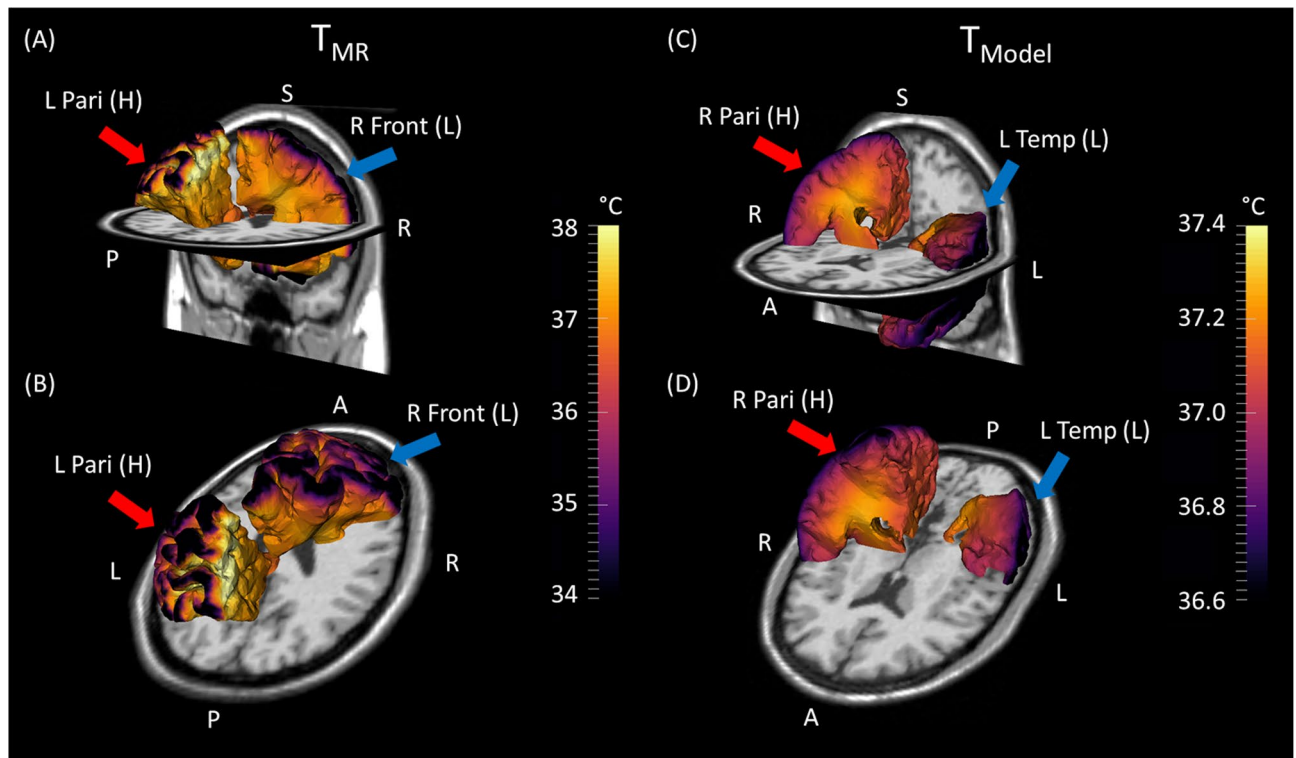 (A)
T_MR
L Pari (H)
S
R Front (L)
P
R
°C
38
37
36
35
34
(B)
A
R Front (L)
L Pari (H)
L
R
P
(C)
T_Model
S
R Pari (H)
L Temp (L)
R
L
A
°C
37.4
37.2
37.0
36.8
36.6
(D)
R Pari (H)
P
L Temp (L)
R
L
A